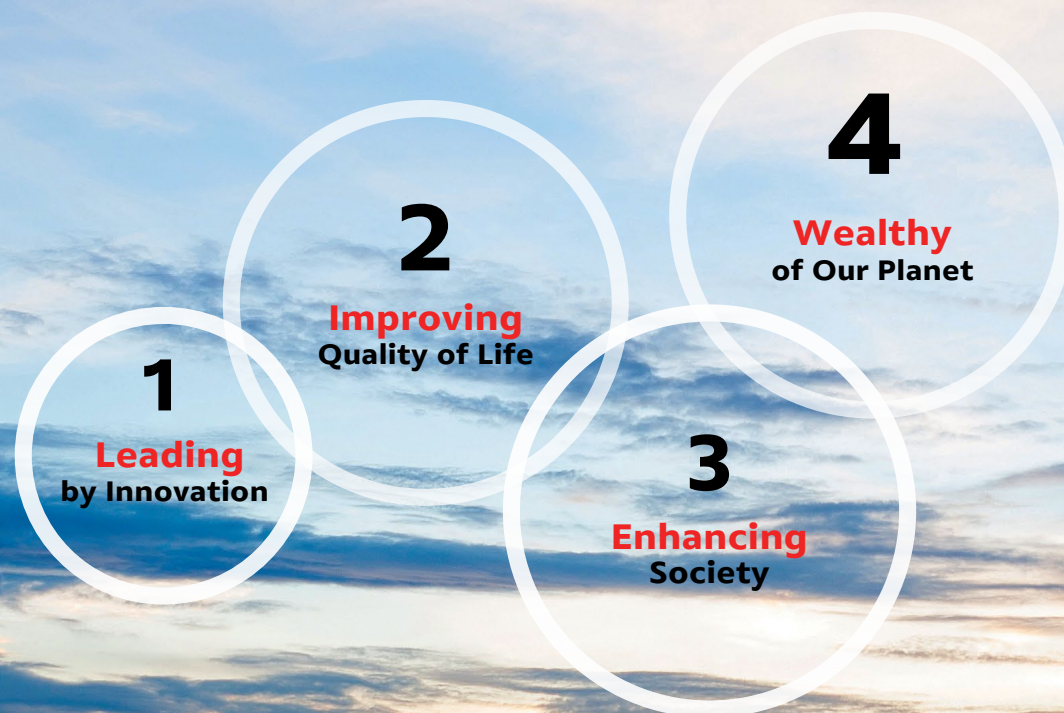 1
Leading
by Innovation
2
Improving
Quality of Life
3
Enhancing
Society
4
Wealthy
of Our Planet